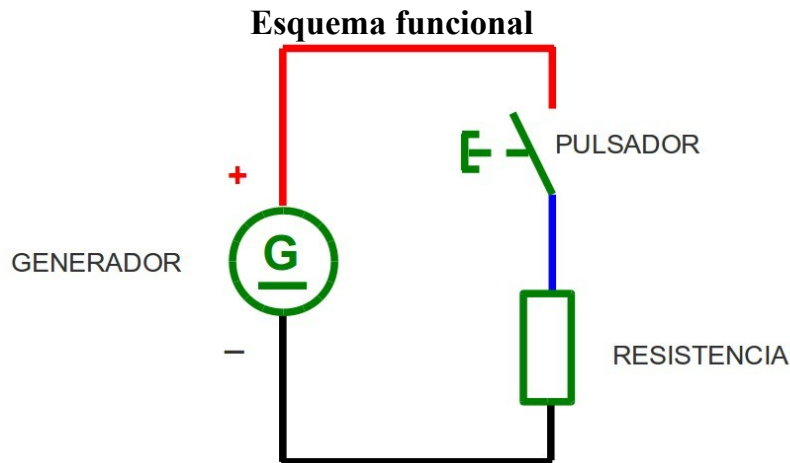 Esquema funcional
PULSADOR
+
GENERADOR
G
–
RESISTENCIA